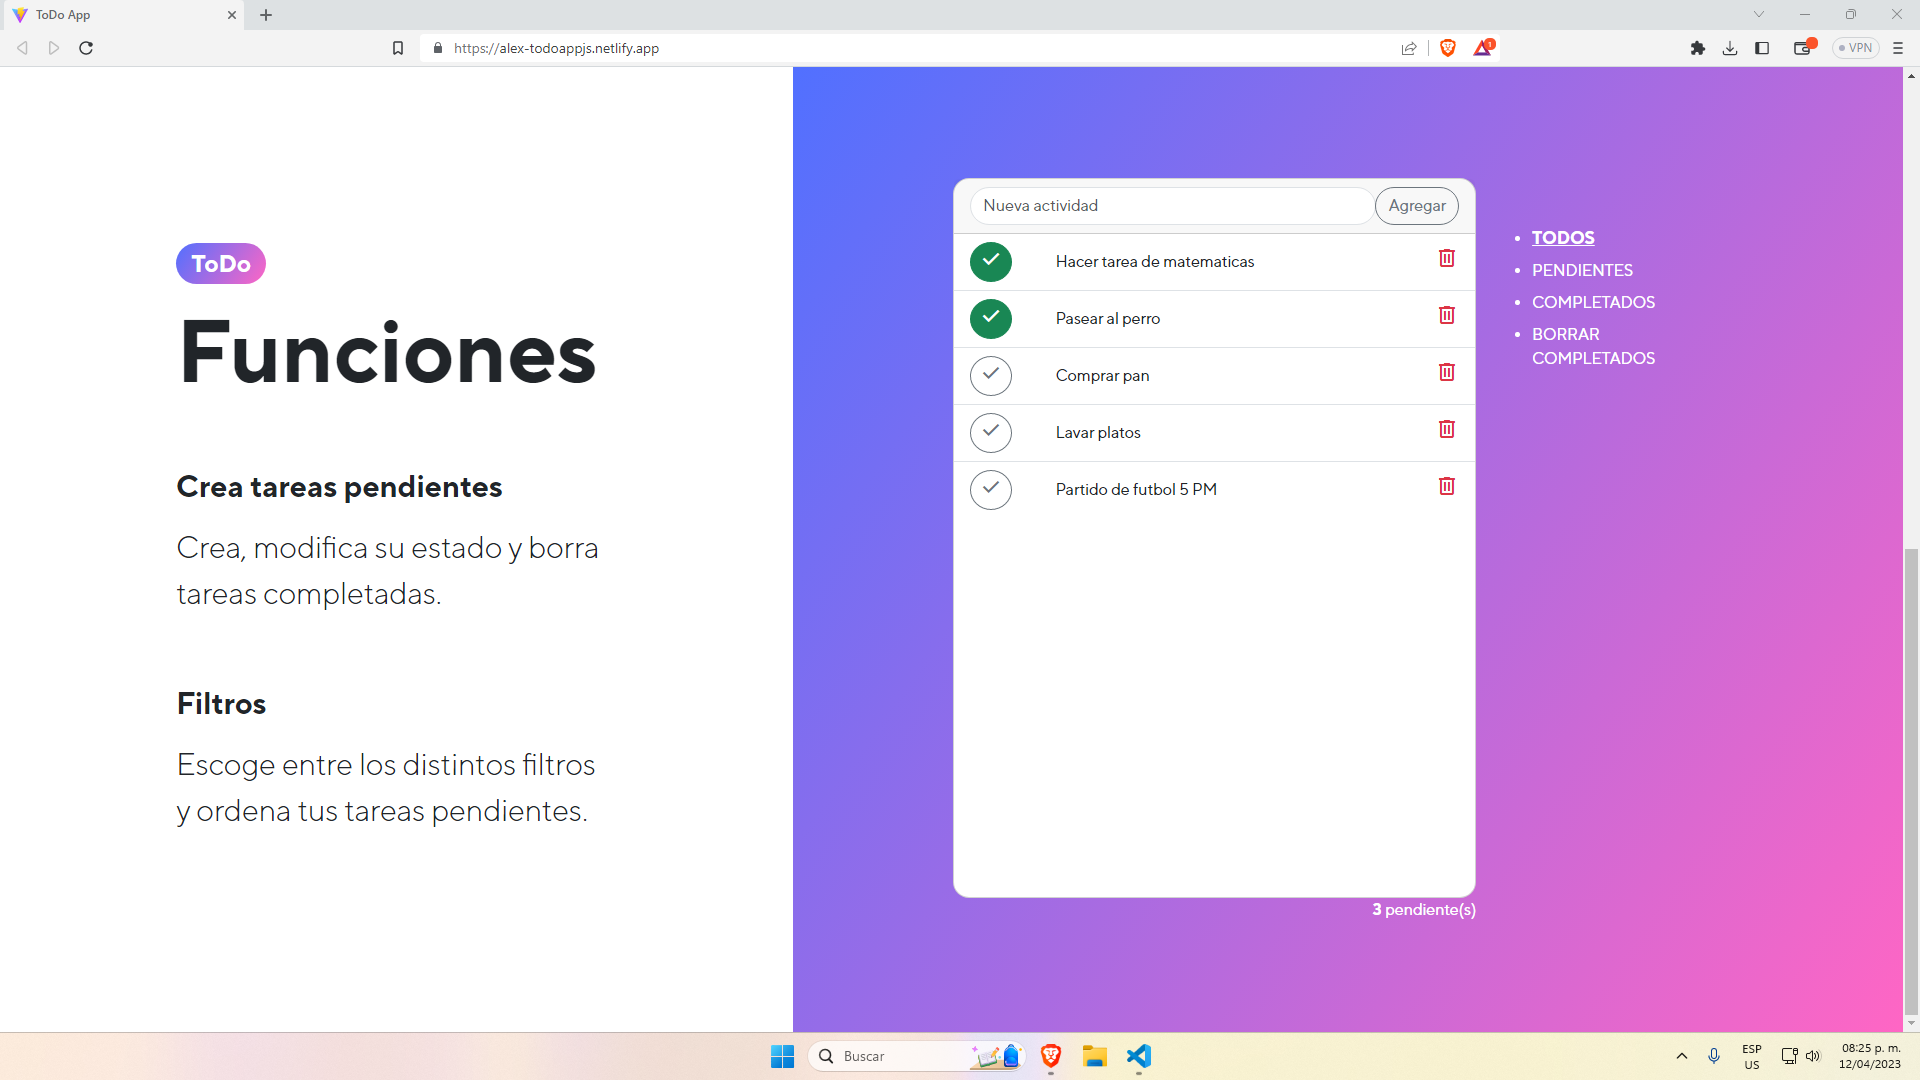 ToDo App
https://alex-todoappjs.netlify.app
1
VPN
ToDo
Funciones
Crea tareas pendientes
Crea, modifica su estado y borra
tareas completadas.
Filtros
Escoge entre los distintos filtros
y ordena tus tareas pendientes.
Nueva actividad
Agregar
Hacer tarea de matematicas
Pasear al perro
Comprar pan
Lavar platos
Partido de futbol 5 PM
3 pendiente(s)
TODOS
PENDIENTES
COMPLETADOS
BORRAR
COMPLETADOS
Buscar
ESP
US
08:25 p. m.
12/04/2023